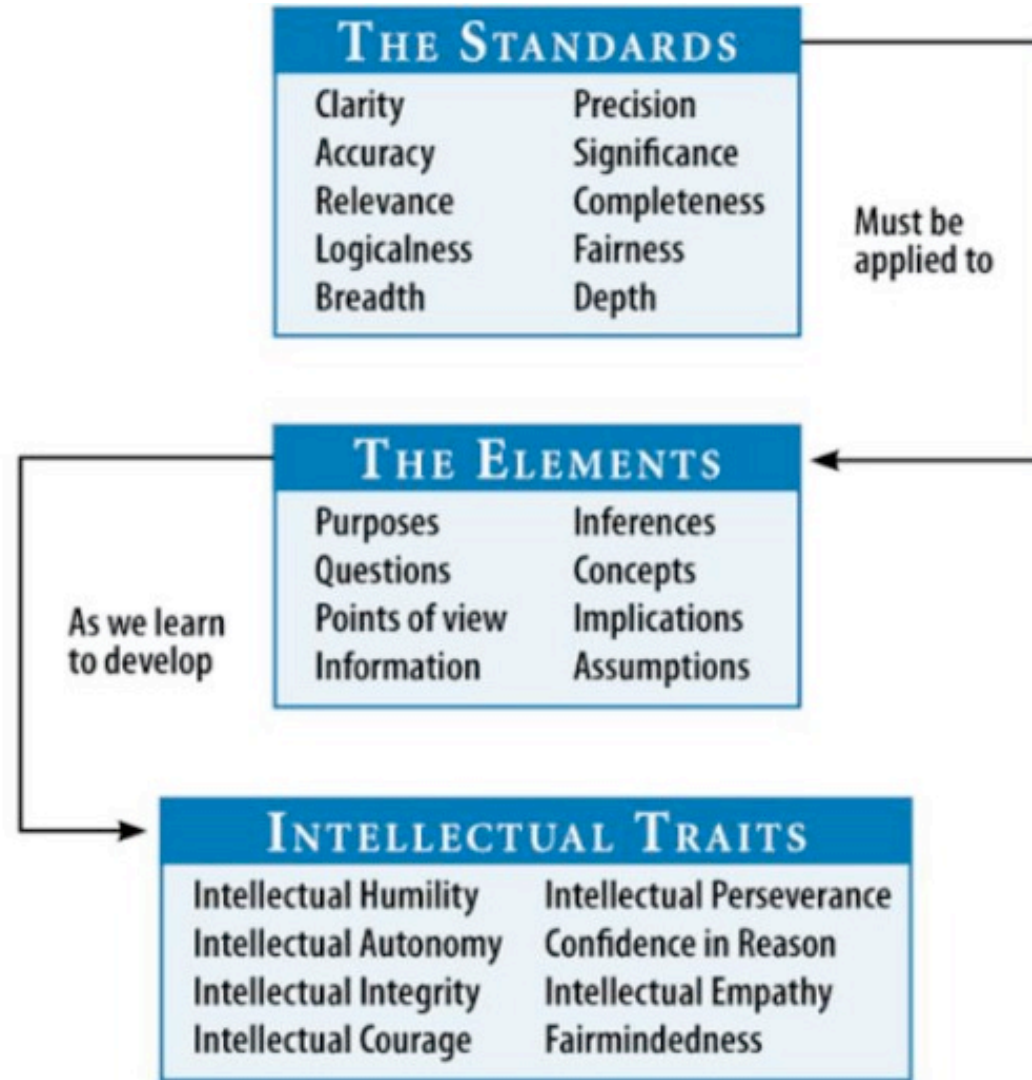 THE STANDARDS
Clarity Precision
Accuracy Significance
Relevance Completeness
Logicalness Fairness
Breadth Depth
Must be
applied to
THE ELEMENTS
Purposes Inferences
Questions Concepts
Points of view Implications
Information Assumptions
As we learn
to develop
INTELLECTUAL TRAITS
Intellectual Humility Intellectual Perseverance
Intellectual Autonomy Confidence in Reason
Intellectual Integrity Intellectual Empathy
Intellectual Courage Fairmindedness